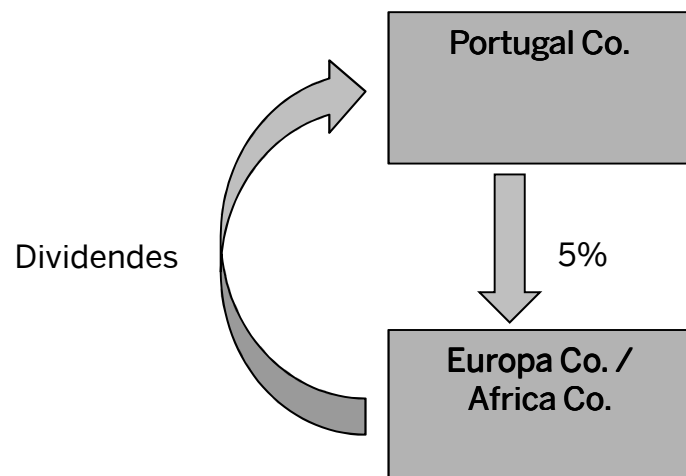 Portugal Co.
Dividendes
5%
Europa Co. /
Africa Co.